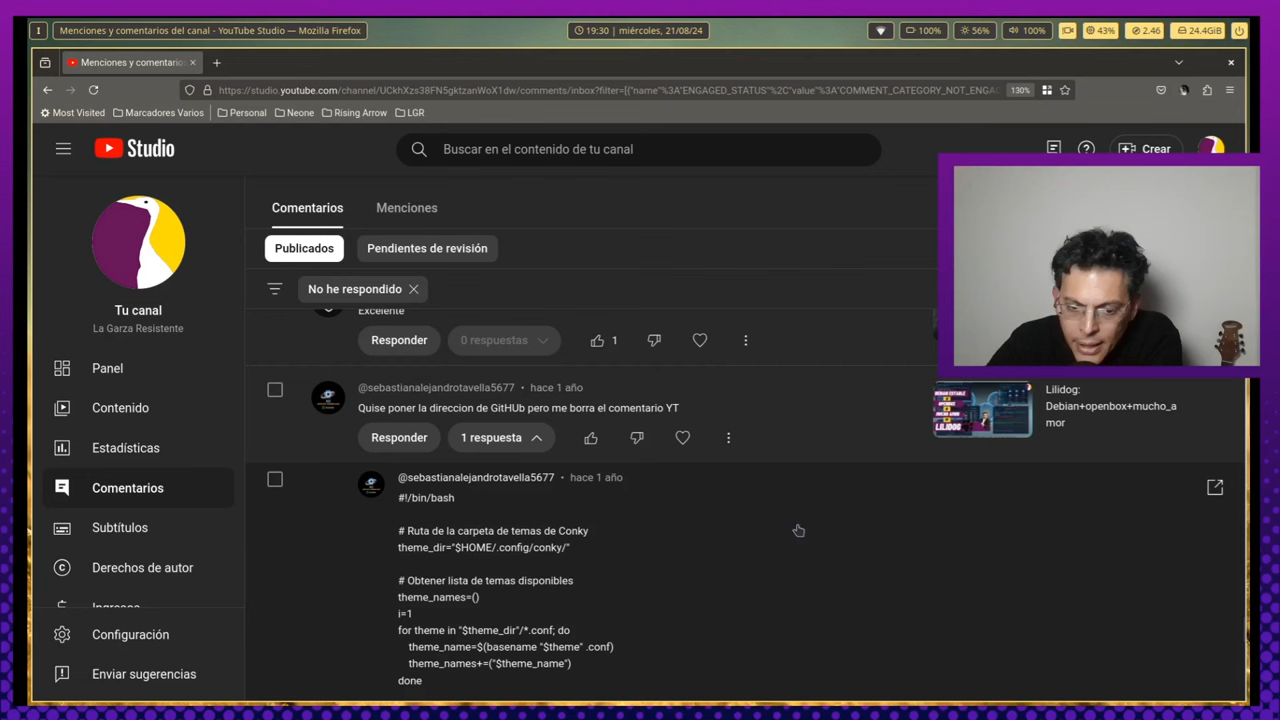 I
Menciones y comentarios del canal - YouTube Studio — Mozilla Firefox
19:30 | miércoles, 21/08/24
100%
56%
100%
43%
2.46
24.4GiB
Menciones y comentario
https://studio.youtube.com/channel/UCkhXzs38FN5gktzanWoX1dw/comments/inbox?filter=[{"name"%3A"ENGAGED_STATUS"%2C"value"%3A"COMMENT_CATEGORY_NOT_ENGA
130%
Most Visited
Marcadores Varios
Personal
Neone
Rising Arrow
LGR
Studio
Buscar en el contenido de tu canal
Crear
Tu canal
La Garza Resistente
Panel
Contenido
Estadísticas
Comentarios
Subtítulos
Derechos de autor
Ingresos
Configuración
Enviar sugerencias
Comentarios
Menciones
Publicados
Pendientes de revisión
No he respondido
Excelente
Responder
0 respuestas
1
@sebastianalejandrotavella5677 • hace 1 año
Quise poner la direccion de GitHUb pero me borra el comentario YT
Responder
1 respuesta
Lilidog:
Debian+openbox+mucho_a
mor
LILIDOG
@sebastianalejandrotavella5677 • hace 1 año
#!/bin/bash
# Ruta de la carpeta de temas de Conky
theme_dir="$HOME/.config/conky/"
# Obtener lista de temas disponibles
theme_names=()
i=1
for theme in "$theme_dir"/*.conf; do
theme_name=$(basename "$theme" .conf)
theme_names+=("$theme_name")
done